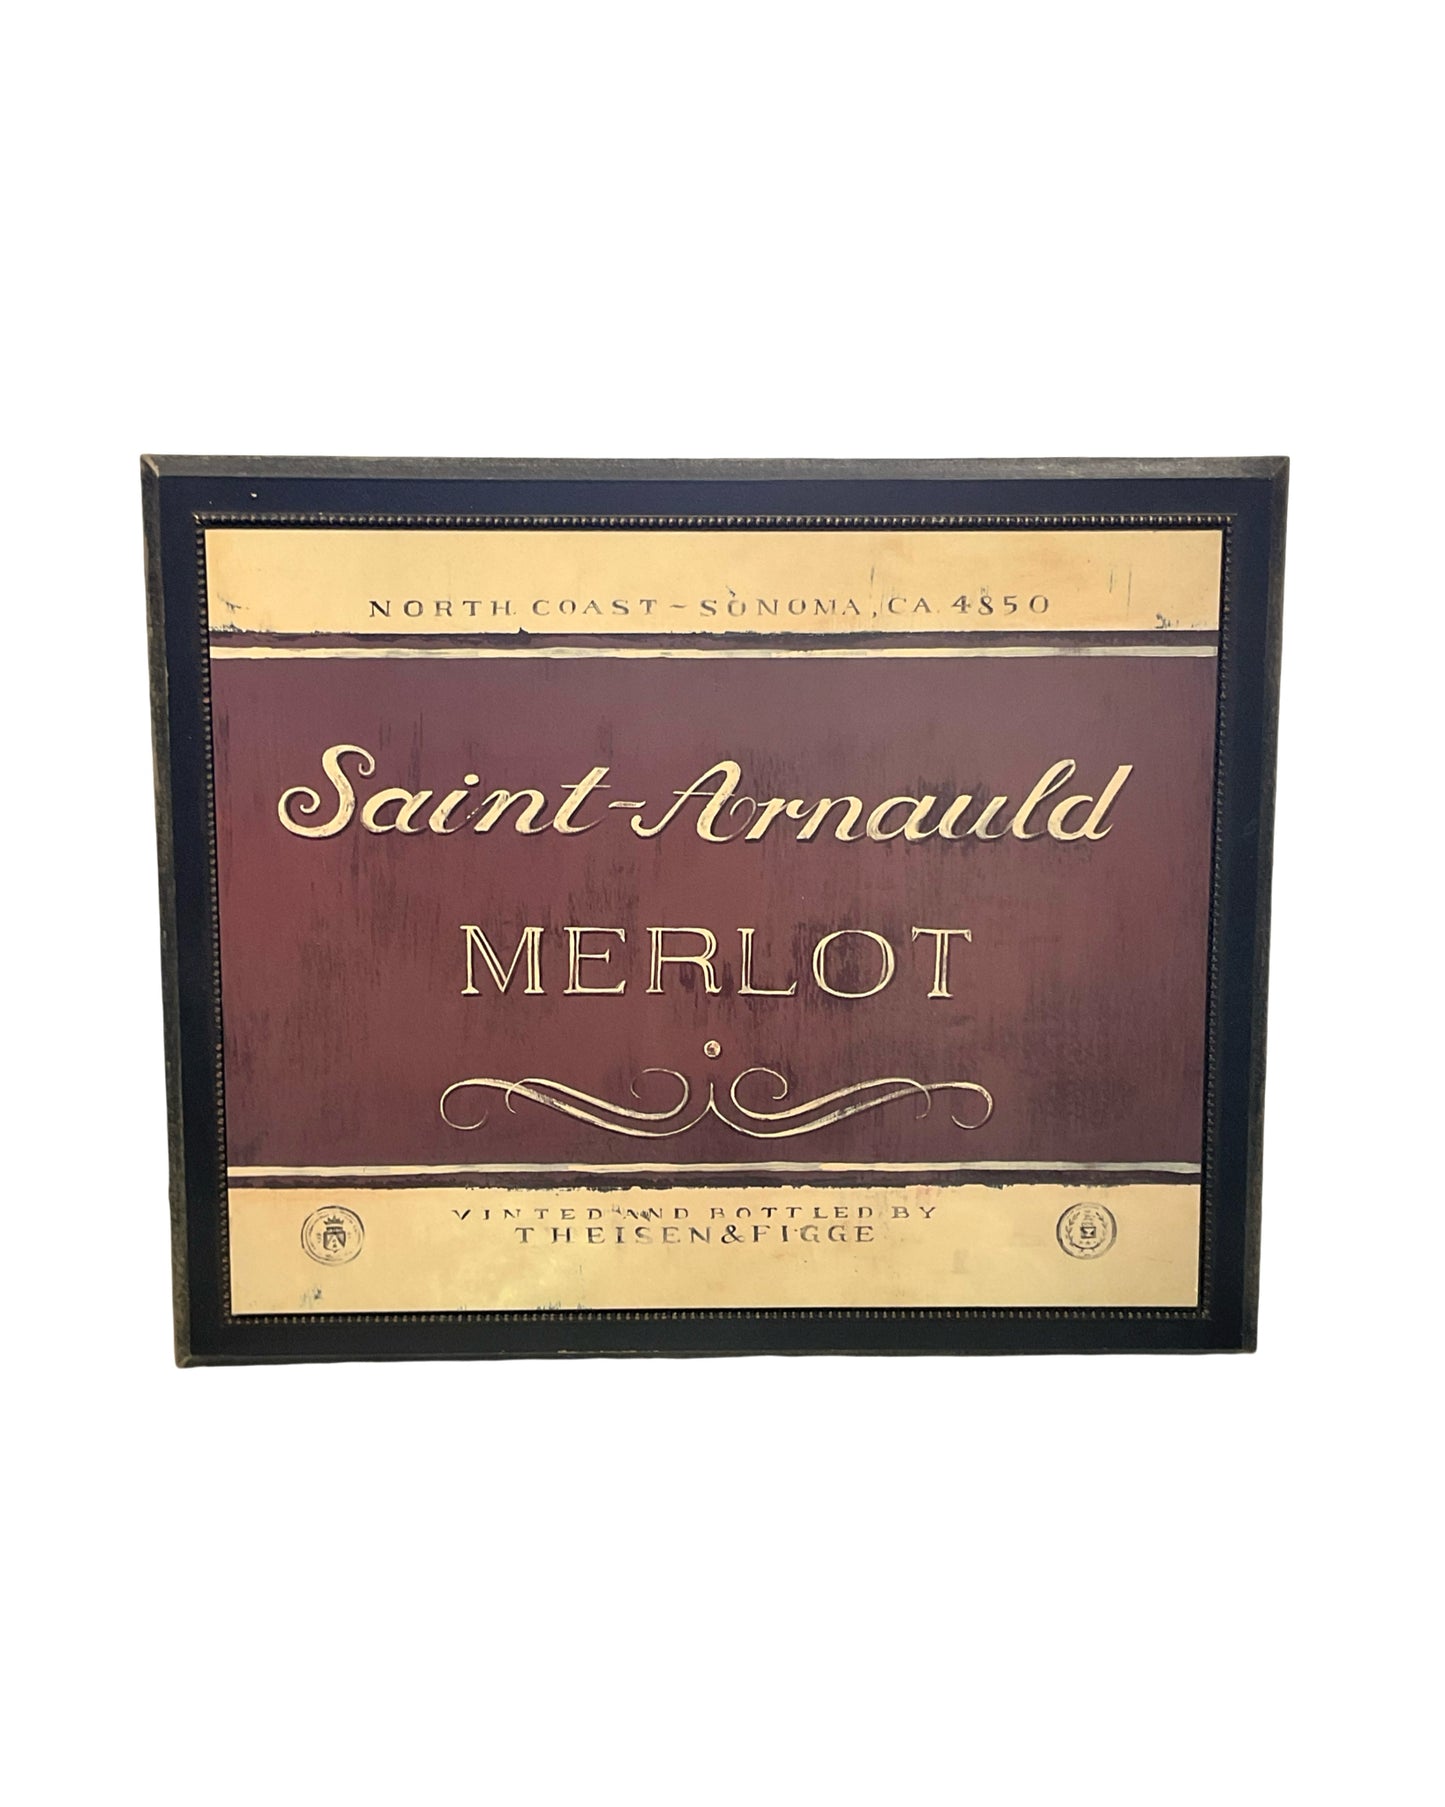 NORTH COAST~SONOMA, CA. 4850
Saint-Arnauld
MERLOT
VINTED AND BOTTLED BY
THEISEN&FIGGE